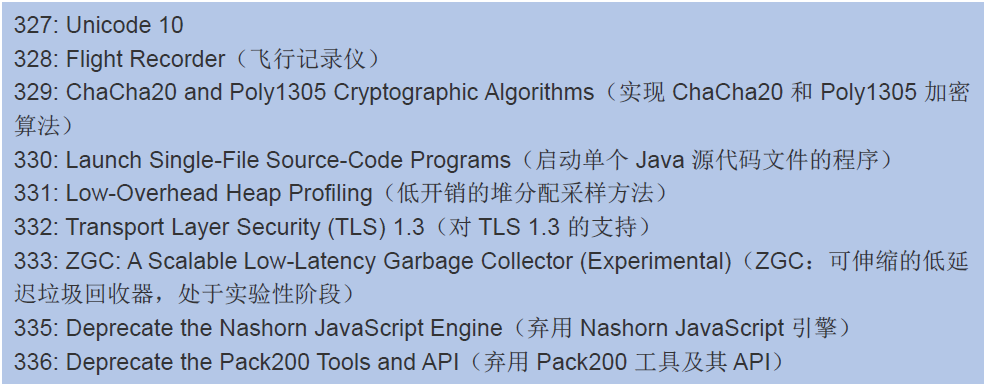 327: Unicode 10
328: Flight Recorder（飞行记录仪）
329: ChaCha20 and Poly1305 Cryptographic Algorithms（实现 ChaCha20 和 Poly1305 加密
算法）
330: Launch Single-File Source-Code Programs（启动单个 Java 源代码文件的程序）
331: Low-Overhead Heap Profiling（低开销的堆分配采样方法）
332: Transport Layer Security (TLS) 1.3（对 TLS 1.3 的支持）
333: ZGC: A Scalable Low-Latency Garbage Collector (Experimental)（ZGC：可伸缩的低延
迟垃圾回收器，处于实验性阶段）
335: Deprecate the Nashorn JavaScript Engine（弃用 Nashorn JavaScript 引擎）
336: Deprecate the Pack200 Tools and API（弃用 Pack200 工具及其 API）